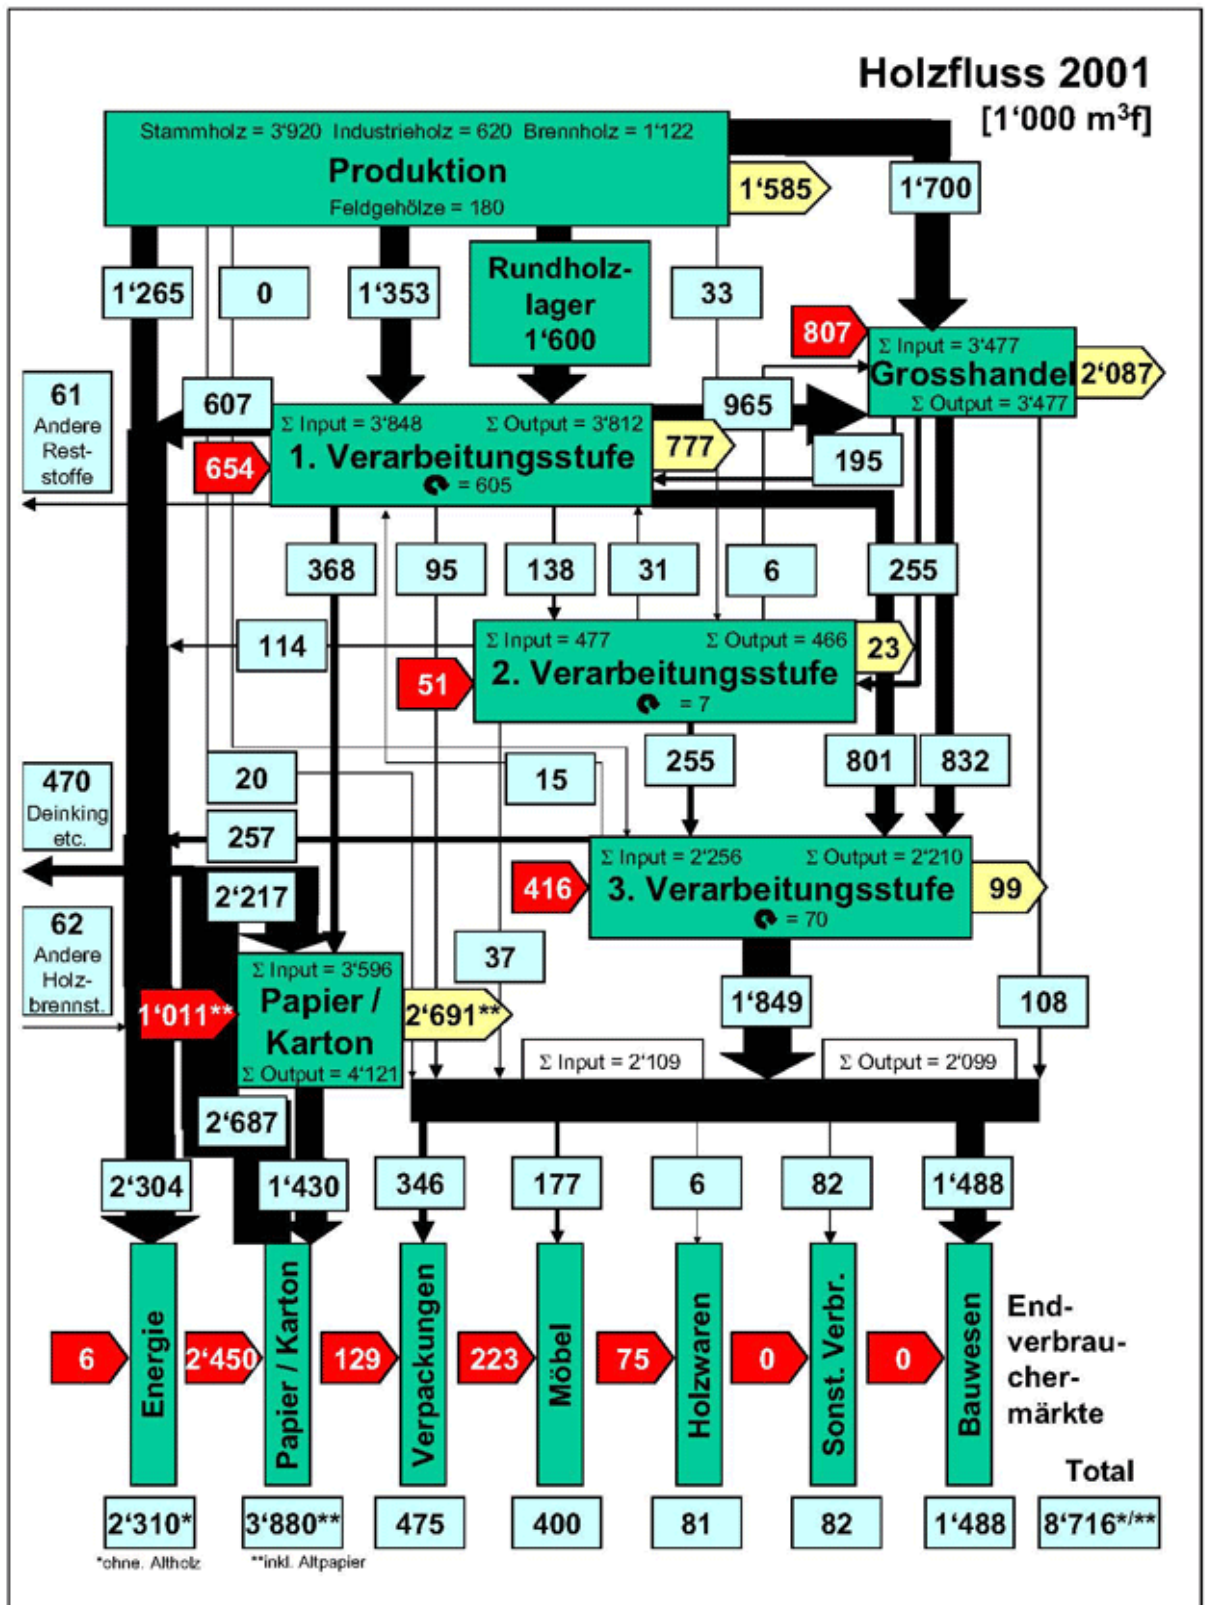 Holzfluss 2001
[1‘000 m³f]
Stammholz = 3‘920 Industrieholz = 620 Brennholz = 1‘122
Produktion
Feldgehölze = 180
1‘585
1‘700
1‘265
0
1‘353
Rundholz-
lager
1‘600
33
807
Σ Input = 3‘477
Grosshandel
Σ Output = 3‘477
2‘087
61
Andere
Rest-
stoffe
607
654
Σ Input = 3‘848 Σ Output = 3‘812
1. Verarbeitungsstufe
= 605
777
965
195
368
95
138
31
6
255
114
51
Σ Input = 477 Σ Output = 466
2. Verarbeitungsstufe
= 7
23
470
Deinking
etc.
20
15
255
801
832
257
2‘217
416
Σ Input = 2‘256 Σ Output = 2‘210
3. Verarbeitungsstufe
= 70
99
62
Andere
Holz-
brennst.
1‘011**
Σ Input = 3‘596
Papier /
Karton
Σ Output = 4‘121
2‘691**
37
1‘849
108
Σ Input = 2‘109
Σ Output = 2‘099
2‘687
2‘304
1‘430
346
177
6
82
1‘488
6
Energie
2‘450
Papier / Karton
129
Verpackungen
223
Möbel
75
Holzwaren
0
Sonst. Verbr.
0
Bauwesen
End-
verbrau-
cher-
märkte
Total
2‘310*
3‘880**
475
400
81
82
1‘488
8‘716*/**
*ohne. Altholz
**inkl. Altpapier